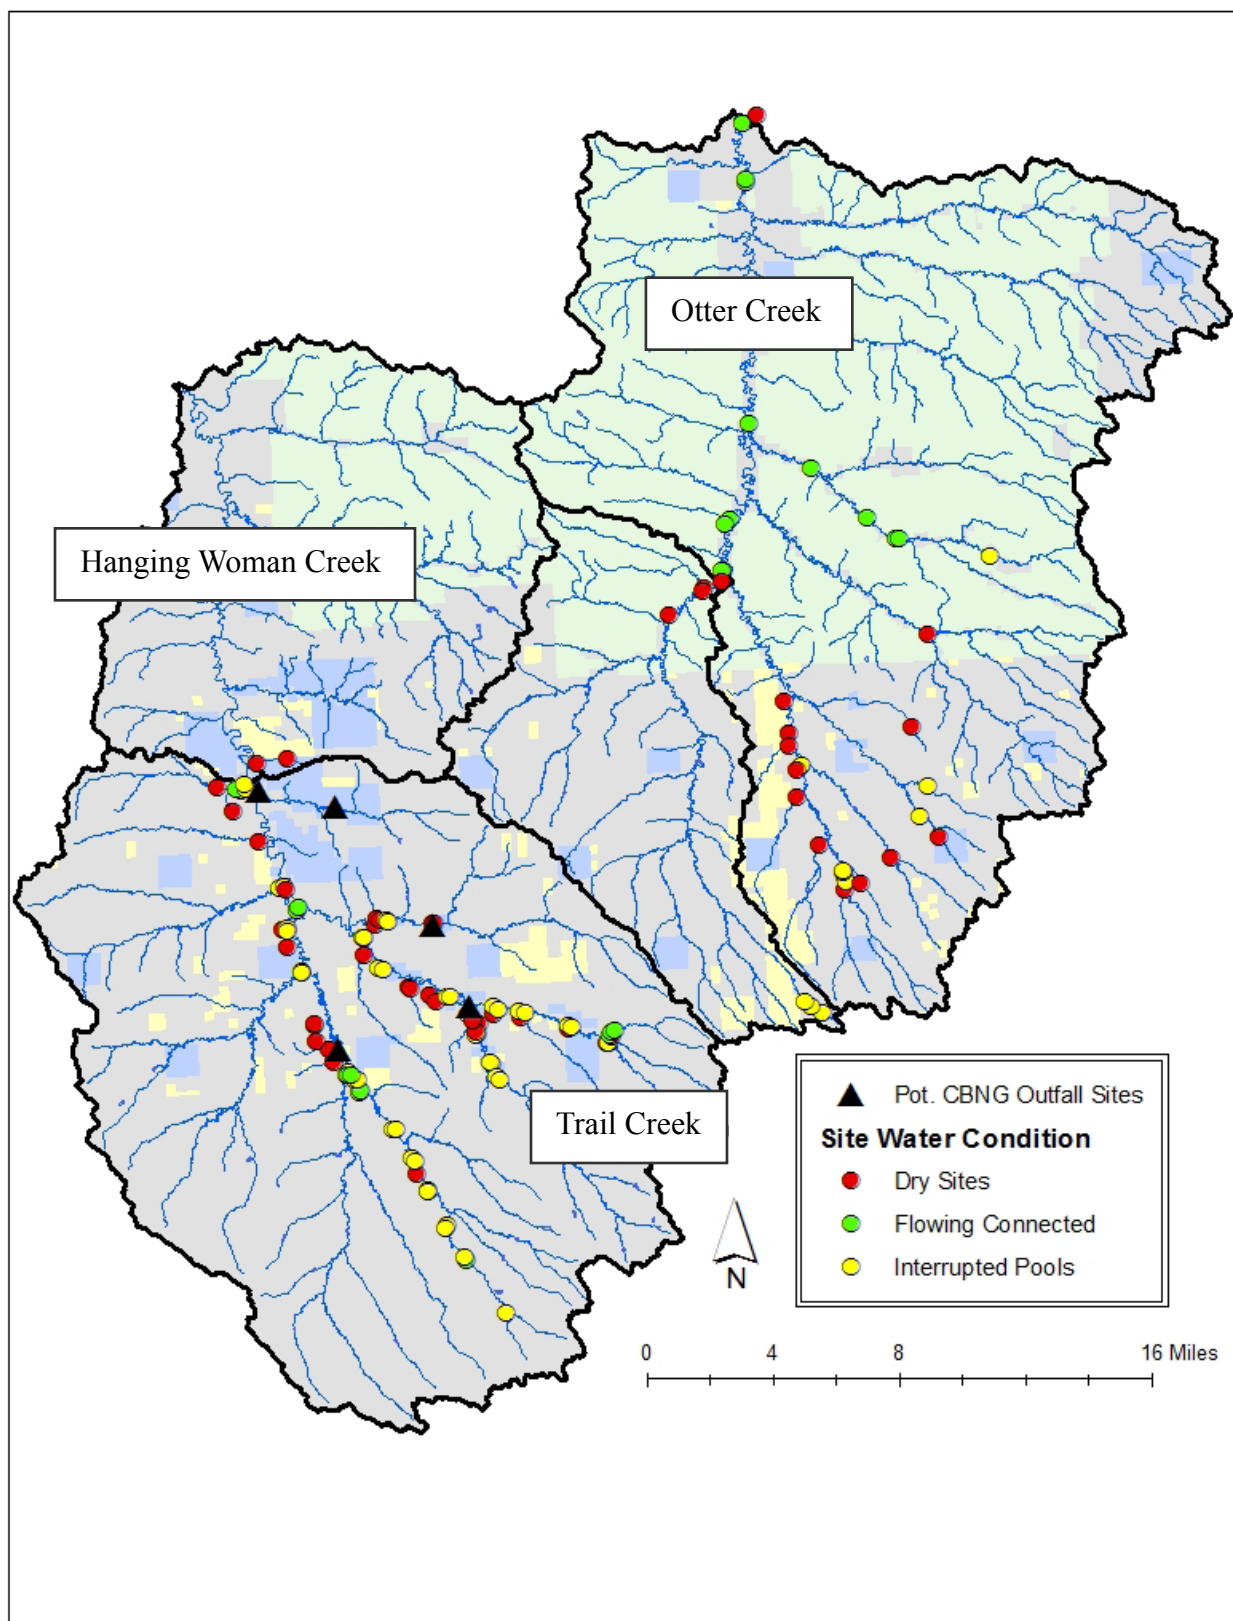 Otter Creek
Hanging Woman Creek
Trail Creek
Pot. CBNG Outfall Sites
Site Water Condition
Dry Sites
Flowing Connected
Interrupted Pools
N
0 4 8 16 Miles